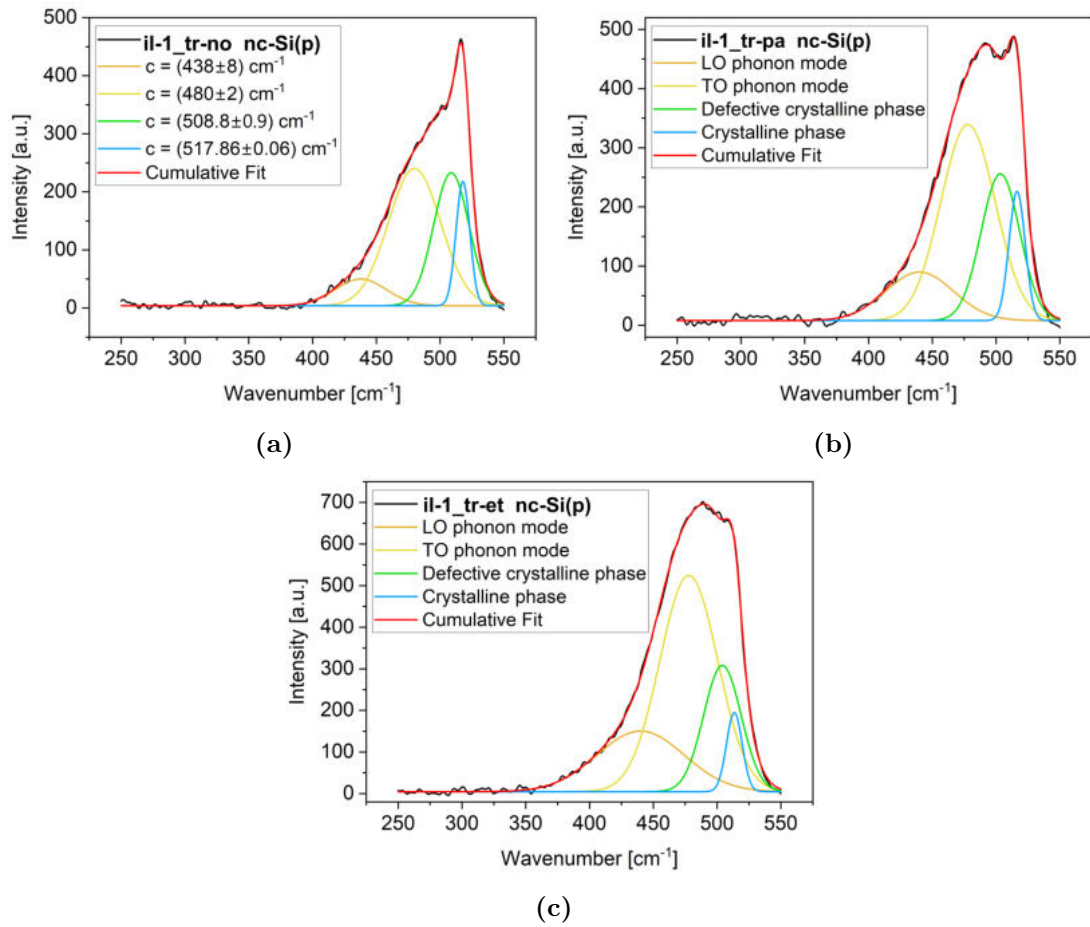 500
400
300
200
100
0
250 300 350 400 450 500 550
Intensity [a.u.]
Wavenumber [cm⁻¹]
il-1_tr-no nc-Si(p)
c = (438±8) cm⁻¹
c = (480±2) cm⁻¹
c = (508.8±0.9) cm⁻¹
c = (517.86±0.06) cm⁻¹
Cumulative Fit
(a)
500
400
300
200
100
0
250 300 350 400 450 500 550
Intensity [a.u.]
Wavenumber [cm⁻¹]
il-1_tr-pa nc-Si(p)
LO phonon mode
TO phonon mode
Defective crystalline phase
Crystalline phase
Cumulative Fit
(b)
700
600
500
400
300
200
100
0
250 300 350 400 450 500 550
Intensity [a.u.]
Wavenumber [cm⁻¹]
il-1_tr-et nc-Si(p)
LO phonon mode
TO phonon mode
Defective crystalline phase
Crystalline phase
Cumulative Fit
(c)